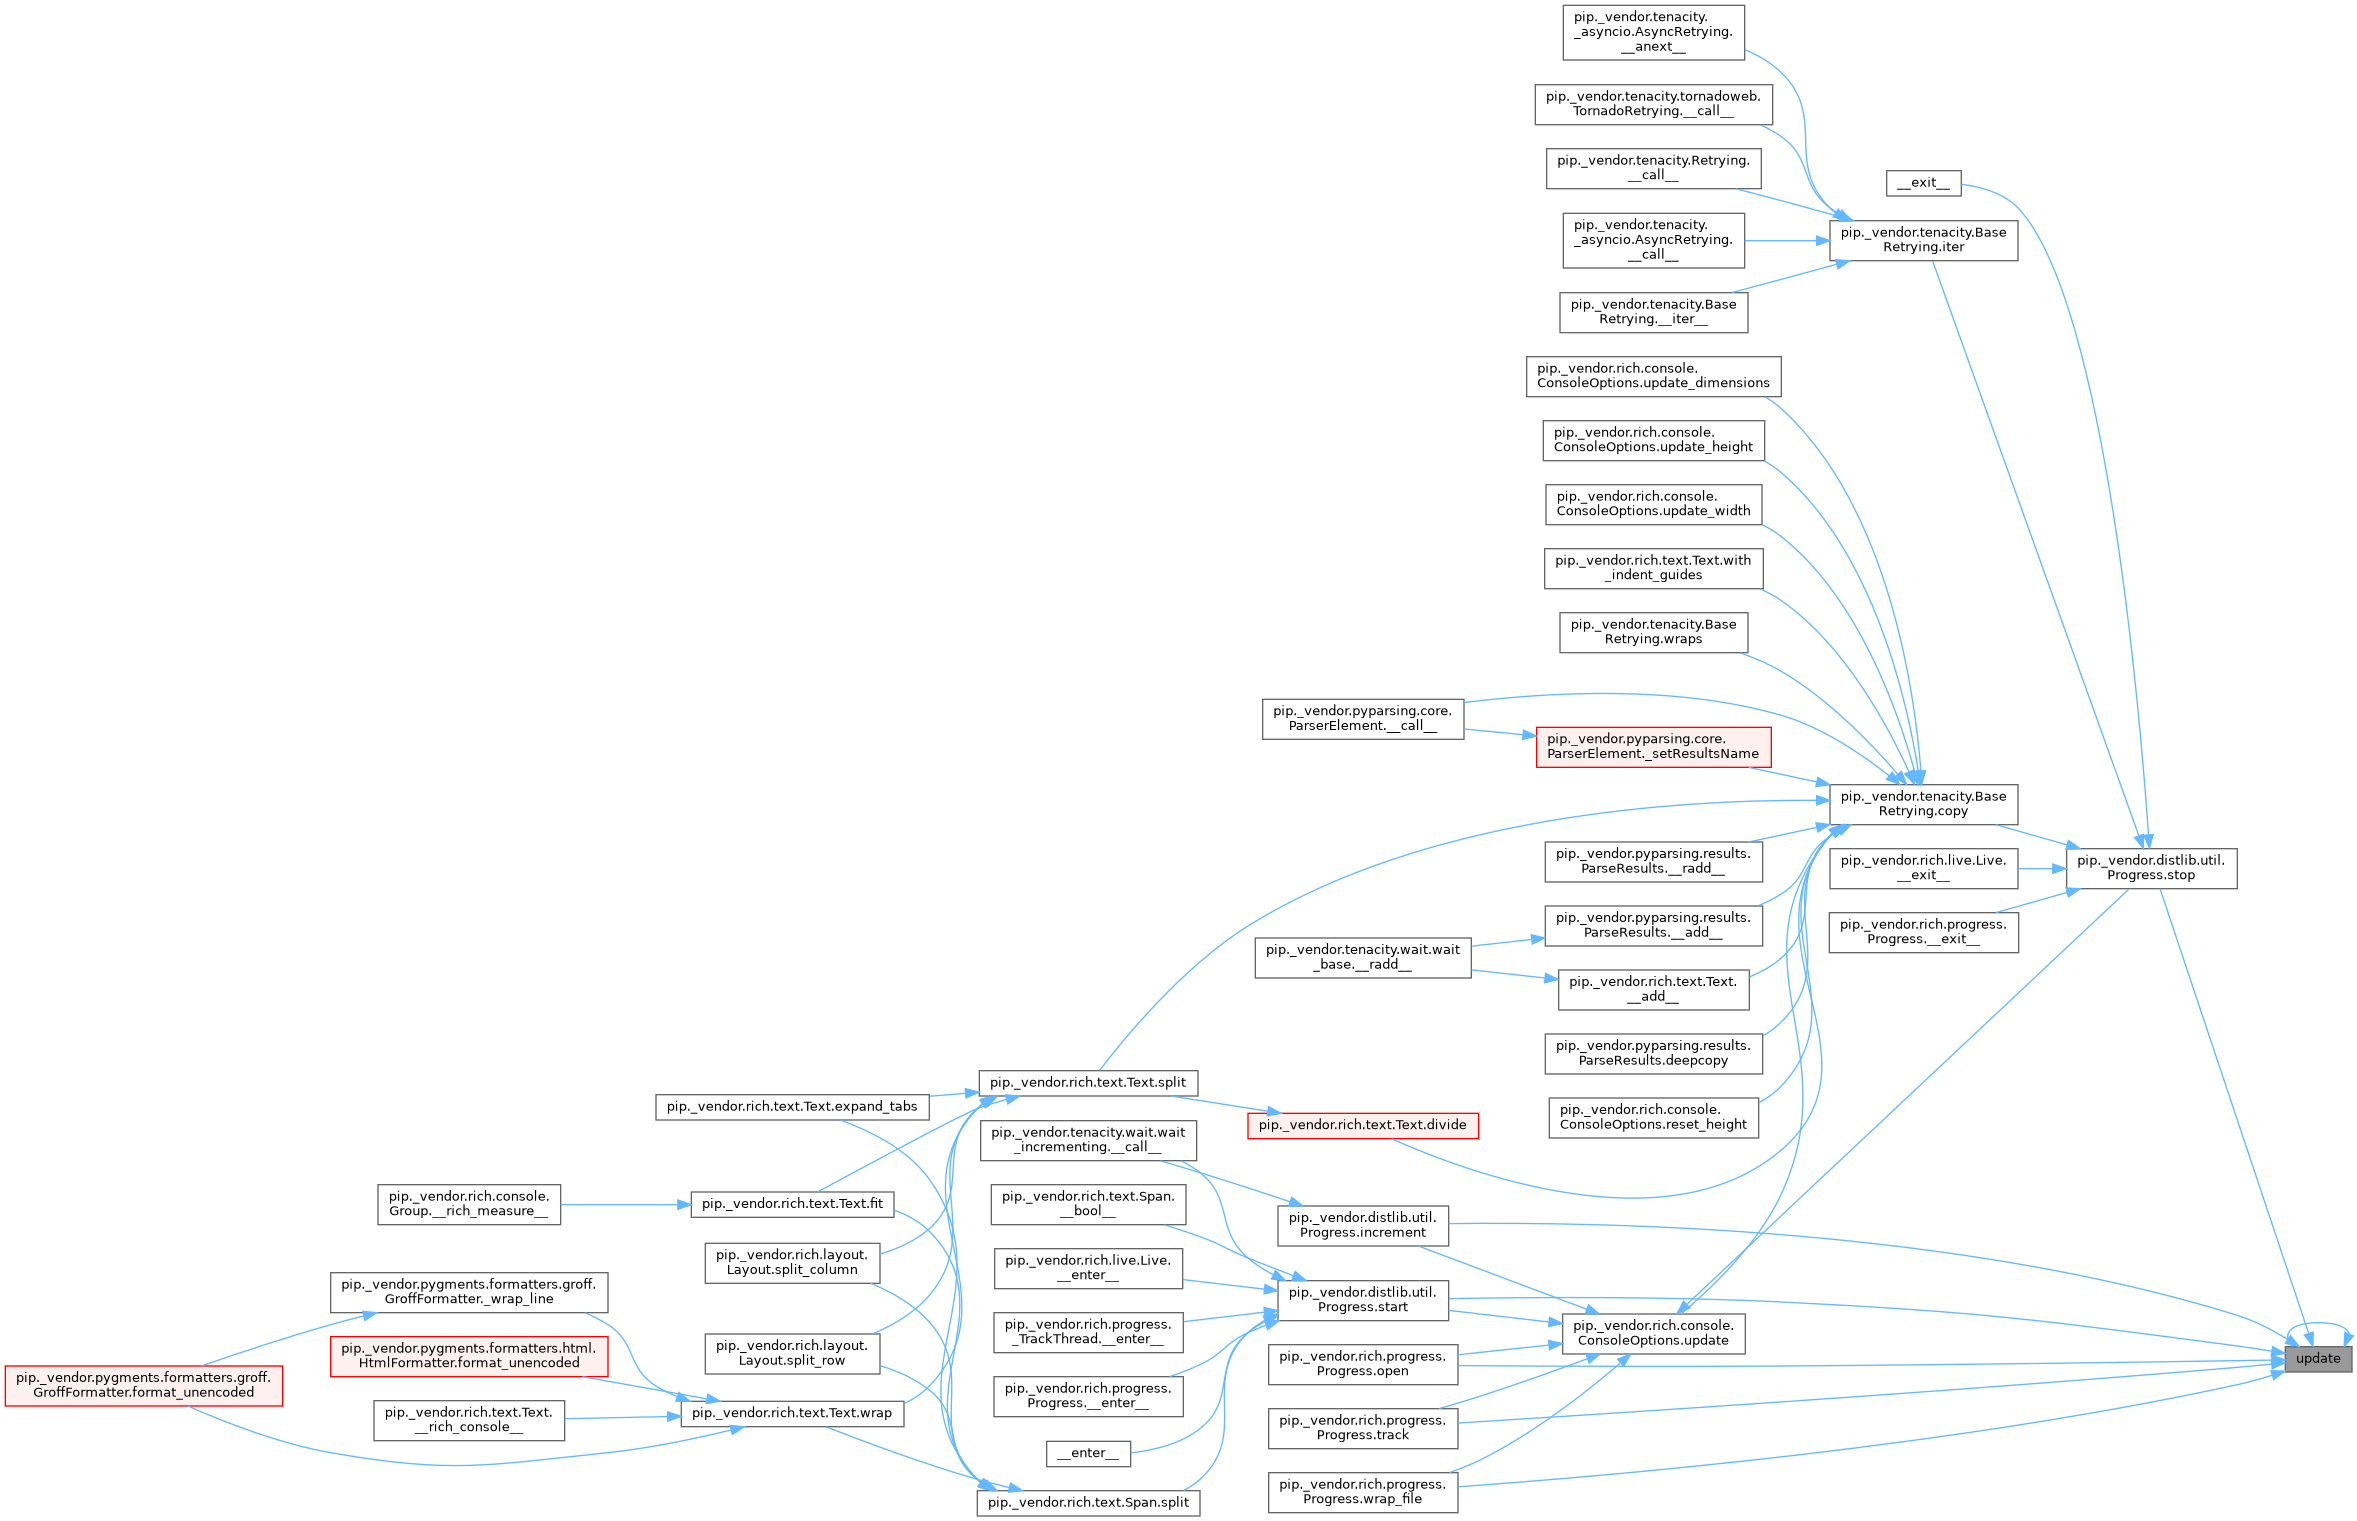 pip._vendor.tenacity.
_asyncio.AsyncRetrying.
__anext__
pip._vendor.tenacity.tornadoweb.
TornadoRetrying.__call__
pip._vendor.tenacity.Retrying.
__call__
__exit__
pip._vendor.tenacity.
_asyncio.AsyncRetrying.
__call__
pip._vendor.tenacity.Base
Retrying.iter
pip._vendor.tenacity.Base
Retrying.__iter__
pip._vendor.rich.console.
ConsoleOptions.update_dimensions
pip._vendor.rich.console.
ConsoleOptions.update_height
pip._vendor.rich.console.
ConsoleOptions.update_width
pip._vendor.rich.text.Text.with
_indent_guides
pip._vendor.tenacity.Base
Retrying.wraps
pip._vendor.pyparsing.core.
ParserElement.__call__
pip._vendor.pyparsing.core.
ParserElement._setResultsName
pip._vendor.tenacity.Base
Retrying.copy
pip._vendor.pyparsing.results.
ParseResults.__radd__
pip._vendor.rich.live.Live.
__exit__
pip._vendor.distlib.util.
Progress.stop
pip._vendor.pyparsing.results.
ParseResults.__add__
pip._vendor.rich.progress.
Progress.__exit__
pip._vendor.tenacity.wait.wait
_base.__radd__
pip._vendor.rich.text.Text.
__add__
pip._vendor.pyparsing.results.
ParseResults.deepcopy
pip._vendor.rich.text.Text.split
pip._vendor.rich.text.Text.expand_tabs
pip._vendor.rich.console.
ConsoleOptions.reset_height
pip._vendor.rich.text.Text.divide
pip._vendor.tenacity.wait.wait
_incrementing.__call__
pip._vendor.rich.console.
Group.__rich_measure__
pip._vendor.rich.text.Text.fit
pip._vendor.rich.text.Span.
__bool__
pip._vendor.distlib.util.
Progress.increment
pip._vendor.rich.layout.
Layout.split_column
pip._vendor.rich.live.Live.
__enter__
pip._vendor.pygments.formatters.groff.
GroffFormatter._wrap_line
pip._vendor.distlib.util.
Progress.start
pip._vendor.rich.progress.
_TrackThread.__enter__
pip._vendor.rich.console.
ConsoleOptions.update
pip._vendor.pygments.formatters.html.
HtmlFormatter.format_unencoded
pip._vendor.rich.layout.
Layout.split_row
pip._vendor.rich.progress.
Progress.open
update
pip._vendor.pygments.formatters.groff.
GroffFormatter.format_unencoded
pip._vendor.rich.progress.
Progress.__enter__
pip._vendor.rich.text.Text.
__rich_console__
pip._vendor.rich.text.Text.wrap
pip._vendor.rich.progress.
Progress.track
__enter__
pip._vendor.rich.progress.
Progress.wrap_file
pip._vendor.rich.text.Span.split